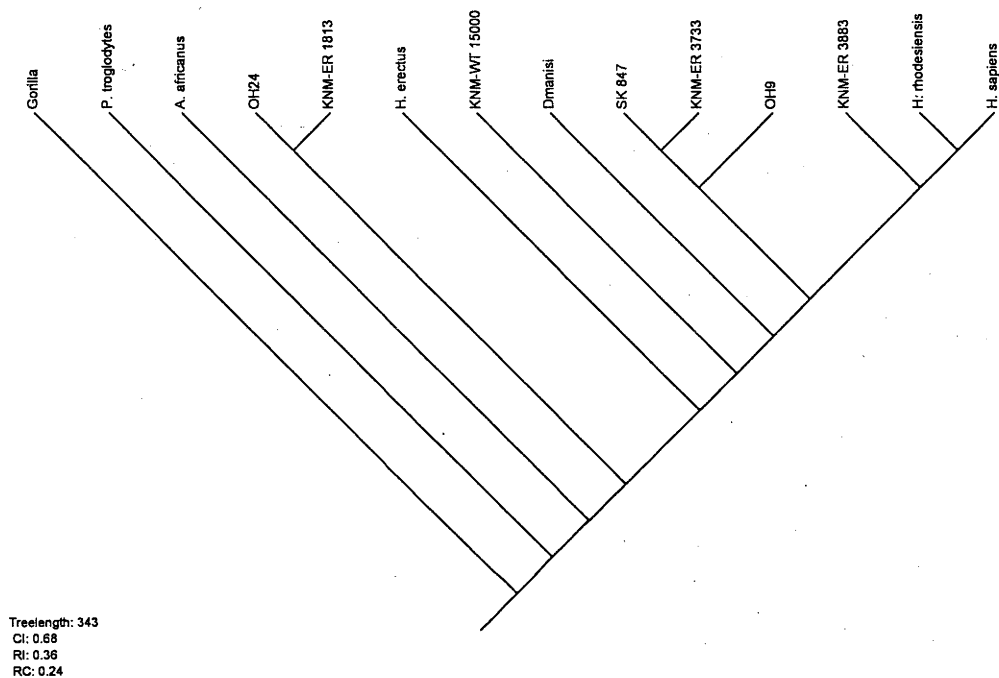 Gorilla
P. troglodytes
A. africanus
OH24
KNM-ER 1813
H. erectus
KNM-WT 15000
Dmanisi
SK 847
KNM-ER 3733
OH9
KNM-ER 3883
H: rhodesiensis
H. sapiens
Treelength: 343
CI: 0.68
RI: 0.36
RC: 0.24